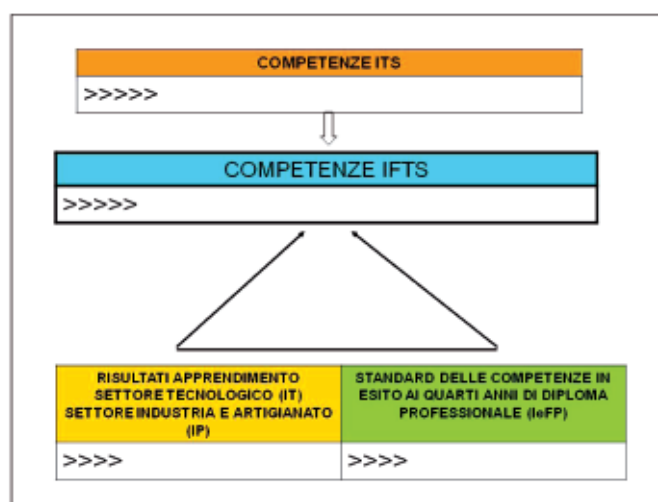 COMPETENZE ITS
>>>>>
COMPETENZE IFTS
>>>>>
RISULTATI APPRENDIMENTO
SETTORE TECNOLOGICO (IT)
SETTORE INDUSTRIA E ARTIGIANATO
(IP)
>>>>
STANDARD DELLE COMPETENZE IN
ESITO AI QUARTI ANNI DI DIPLOMA
PROFESSIONALE (IeFP)
>>>>